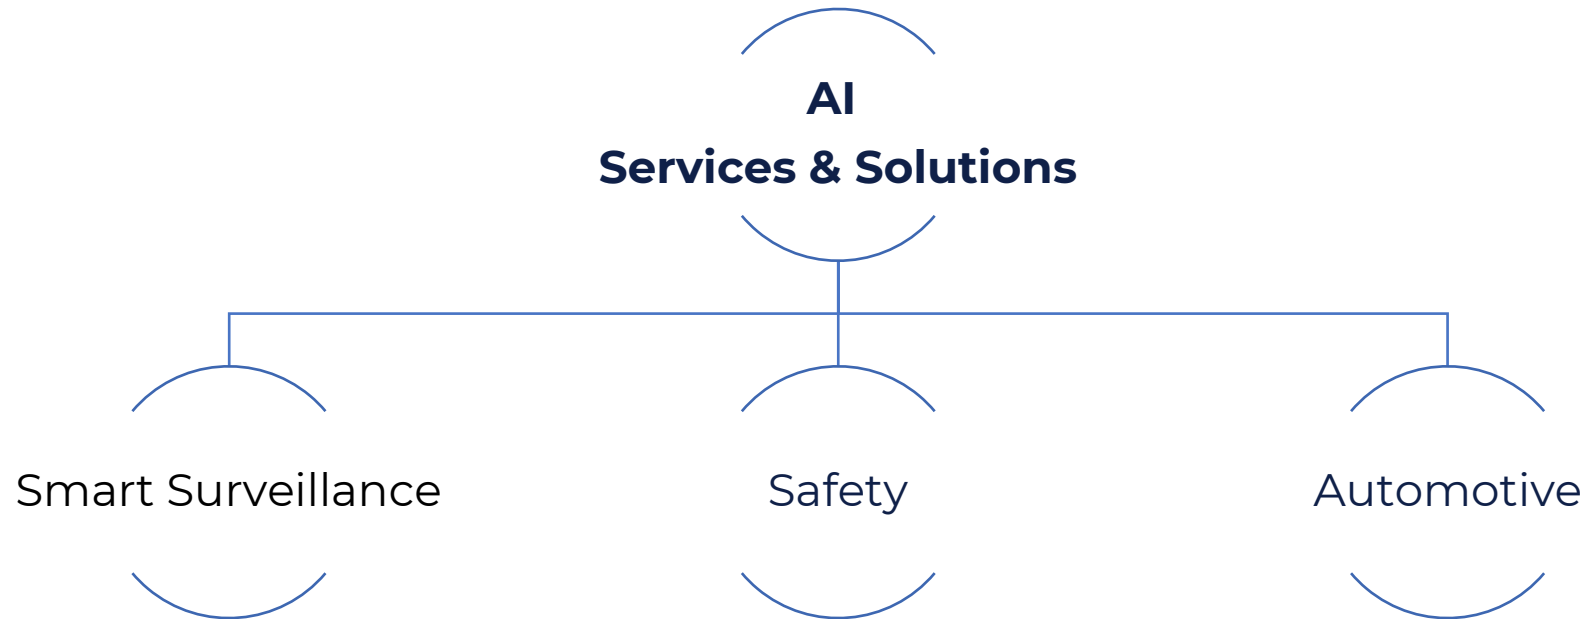 AI
Services & Solutions
Smart Surveillance
Safety
Automotive